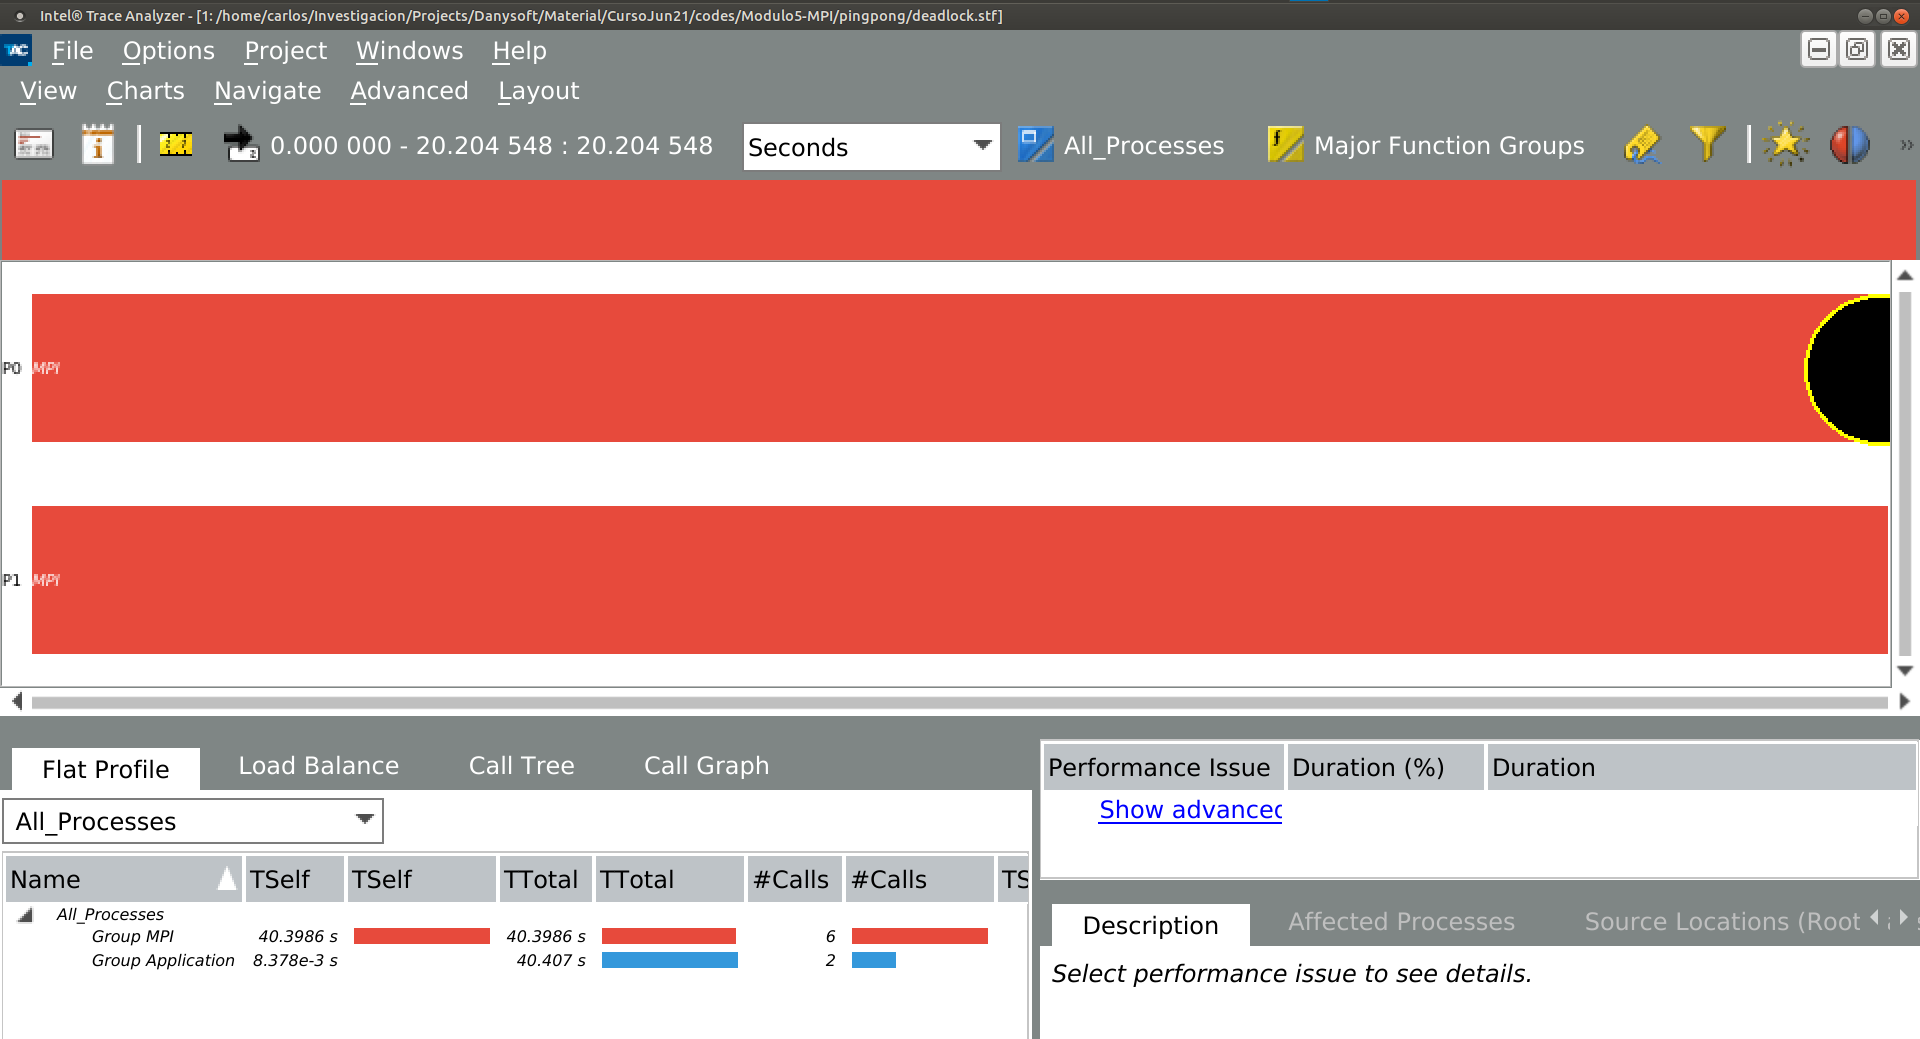 Intel® Trace Analyzer - [1: /home/carlos/Investigacion/Projects/Danysoft/Material/CursoJun21/codes/Modulo5-MPI/pingpong/deadlock.stf]
TAC File Options Project Windows Help
View Charts Navigate Advanced Layout
0.000 000 - 20.204 548 : 20.204 548 Seconds All_Processes Major Function Groups »
P0 MPI
P1 MPI
Flat Profile Load Balance Call Tree Call Graph
All_Processes
Name TSelf TSelf TTotal TTotal #Calls #Calls TS
All_Processes
Group MPI 40.3986 s 40.3986 s 6
Group Application 8.378e-3 s 40.407 s 2
Performance Issue Duration (%) Duration
Show advanced
Description Affected Processes Source Locations (Root
Select performance issue to see details.